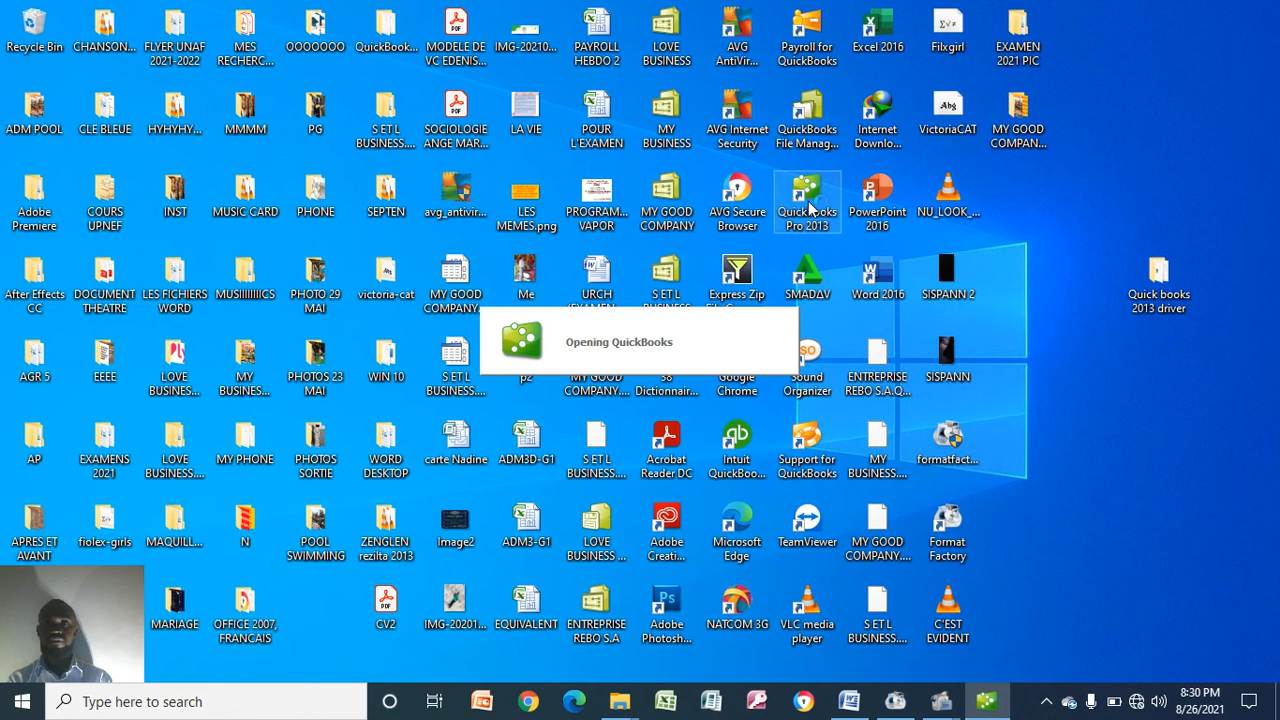 Recycle Bin
CHANSON...
FLYER UNAF
2021-2022
MES
RECHERC...
OOOOOOO
QuickBook...
MODELE DE
VC EDENIS...
IMG-20210...
PAYROLL
HEBDO 2
LOVE
BUSINESS
AVG
AntiVir...
Payroll for
QuickBooks
Excel 2016
Filxgirl
EXAMEN
2021 PIC
ADM POOL
CLE BLEUE
HYHYHY...
MMMM
PG
S ET L
BUSINESS....
SOCIOLOGIE
ANGE MAR...
LA VIE
POUR
L'EXAMEN
MY
BUSINESS
AVG Internet
Security
QuickBooks
File Manag...
Internet
Downlo...
VictoriaCAT
MY GOOD
COMPAN...
Adobe
Premiere
COURS
UPNEF
INST
MUSIC CARD
PHONE
SEPTEN
avg_antivir...
LES
MEMES.png
PROGRAM...
VAPOR
MY GOOD
COMPANY
AVG Secure
Browser
QuickBooks
Pro 2013
PowerPoint
2016
NU_LOOK_...
After Effects
CC
DOCUMENT
THEATRE
LES FICHIERS
WORD
MUSIIIIIIIICS
PHOTO 29
MAI
victoria-cat
MY GOOD
COMPANY....
Me
URCH
S ET L
Express Zip
SMADΔV
Word 2016
SISPANN 2
Quick books
2013 driver
Opening QuickBooks
AGR 5
EEEE
LOVE
BUSINES...
MY
BUSINES...
PHOTOS 23
MAI
WIN 10
S ET L
BUSINESS....
p2
MY GOOD
COMPANY....
38
Dictionnair...
Google
Chrome
Sound
Organizer
ENTREPRISE
REBO S.A.Q...
SISPANN
AP
EXAMENS
2021
LOVE
BUSINESS....
MY PHONE
PHOTOS
SORTIE
WORD
DESKTOP
carte Nadine
ADM3D-G1
S ET L
BUSINESS....
Acrobat
Reader DC
Intuit
QuickBoo...
Support for
QuickBooks
MY
BUSINESS....
formatfact...
APRES ET
AVANT
fiolex-girls
MAQUILL...
N
POOL
SWIMMING
ZENGLEN
rezilta 2013
Image2
ADM3-G1
LOVE
BUSINESS ...
Adobe
Creati...
Microsoft
Edge
TeamViewer
MY GOOD
COMPANY....
Format
Factory
MARIAGE
OFFICE 2007,
FRANCAIS
CV2
IMG-20201...
EQUIVALENT
ENTREPRISE
REBO S.A
Adobe
Photosh...
NATCOM 3G
VLC media
player
S ET L
BUSINESS....
C'EST
EVIDENT
Type here to search
8:30 PM
8/26/2021